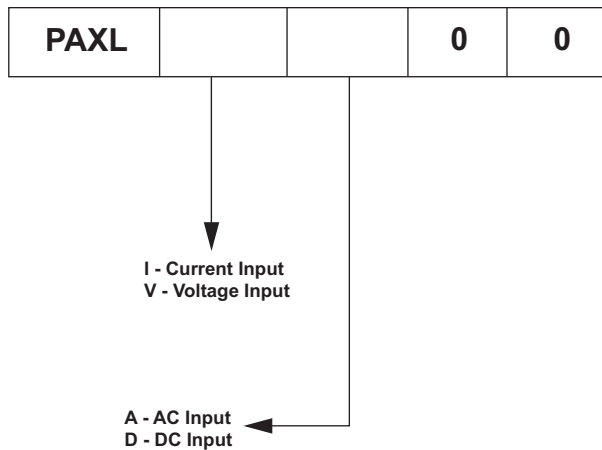 PAXL 0 0
I - Current Input
V - Voltage Input
A - AC Input
D - DC Input